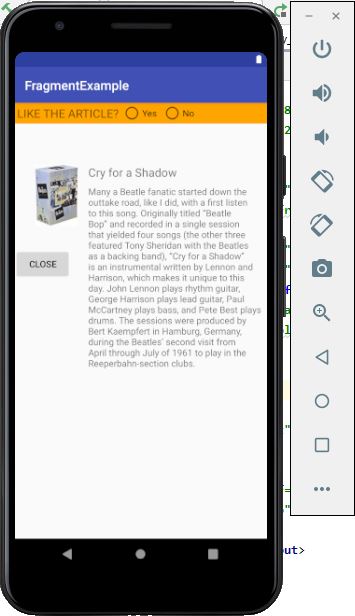 FragmentExample
LIKE THE ARTICLE? Yes No
Cry for a Shadow
Many a Beatle fanatic started down the
outtake road, like I did, with a first listen
to this song. Originally titled "Beatle
Bop" and recorded in a single session
that yielded four songs (the other three
featured Tony Sheridan with the Beatles
as a backing band), "Cry for a Shadow"
is an instrumental written by Lennon and
Harrison, which makes it unique to this
day. John Lennon plays rhythm guitar,
George Harrison plays lead guitar, Paul
McCartney plays bass, and Pete Best plays
drums. The sessions were produced by
Bert Kaempfert in Hamburg, Germany,
during the Beatles' second visit from
April through July of 1961 to play in the
Reeperbahn-section clubs.
CLOSE
out>